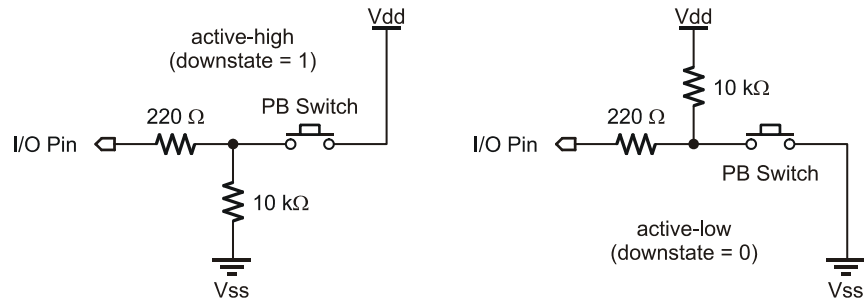 Vdd
active-high
(downstate = 1)
220 Ω
PB Switch
I/O Pin
10 kΩ
Vss
Vdd
10 kΩ
220 Ω
I/O Pin
PB Switch
active-low
(downstate = 0)
Vss